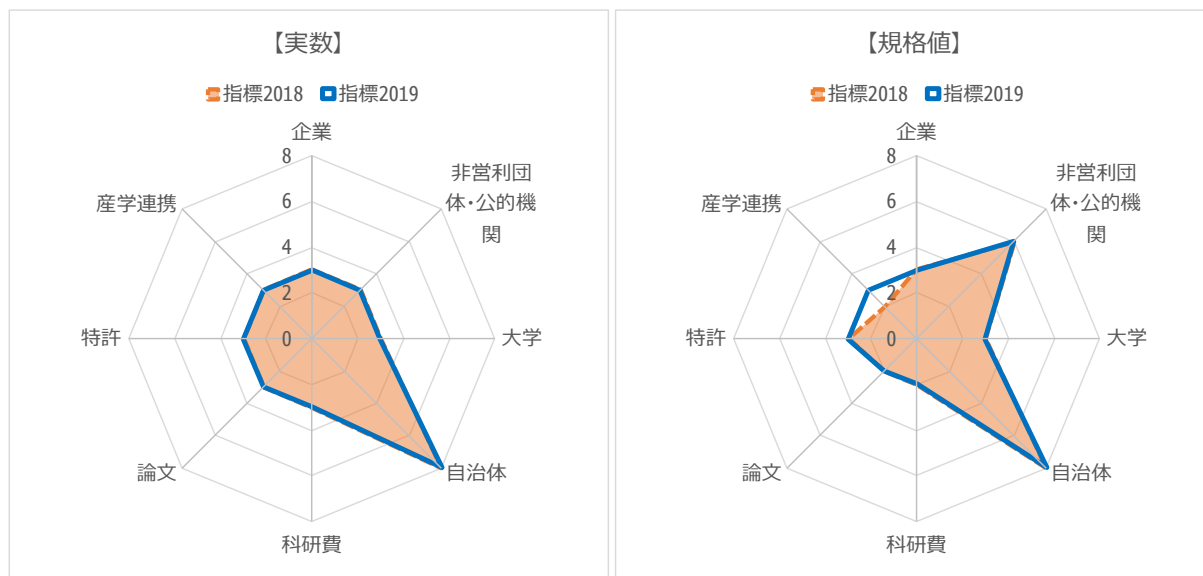 【実数】
指標2018 指標2019
企業
8
非営利団
体・公的機
関
6
4
2
0
産学連携
特許
大学
論文
自治体
科研費
【規格値】
指標2018 指標2019
企業
8
非営利団
体・公的機
関
6
4
2
0
産学連携
特許
大学
論文
自治体
科研費